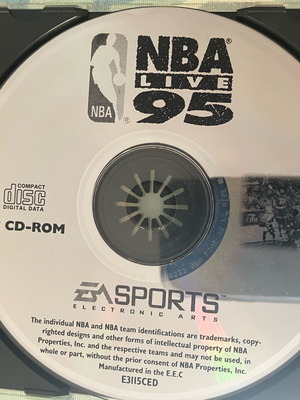 NBA
LIVE
95
NBA
COMPACT
disc
DIGITAL DATA
CD-ROM
EA SPORTS™
ELECTRONIC ARTS
The individual NBA and NBA team identifications are trademarks, copy-
righted designs and other forms of intellectual property of NBA
Properties, Inc. and the respective teams and may not be used, in
whole or part, without the prior consent of NBA Properties, Inc.
Manufactured in the E.E.C
E3I15CED